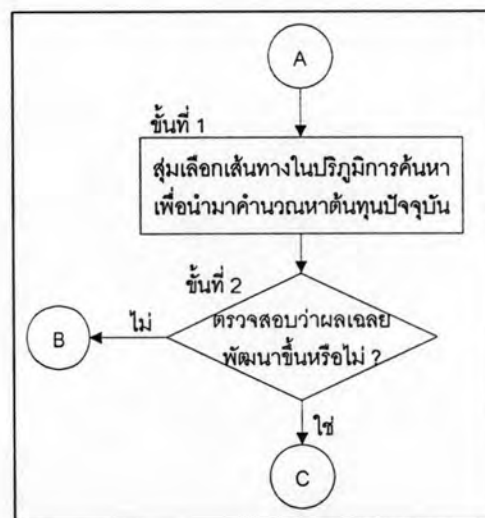 A
ขั้นที่ 1
สุ่มเลือกเส้นทางในปริภูมิการค้นหา
เพื่อนำมาคำนวณหาต้นทุนปัจจุบัน
ขั้นที่ 2
ไม่
B
ตรวจสอบว่าผลเฉลย
พัฒนาขึ้นหรือไม่ ?
ใช่
C